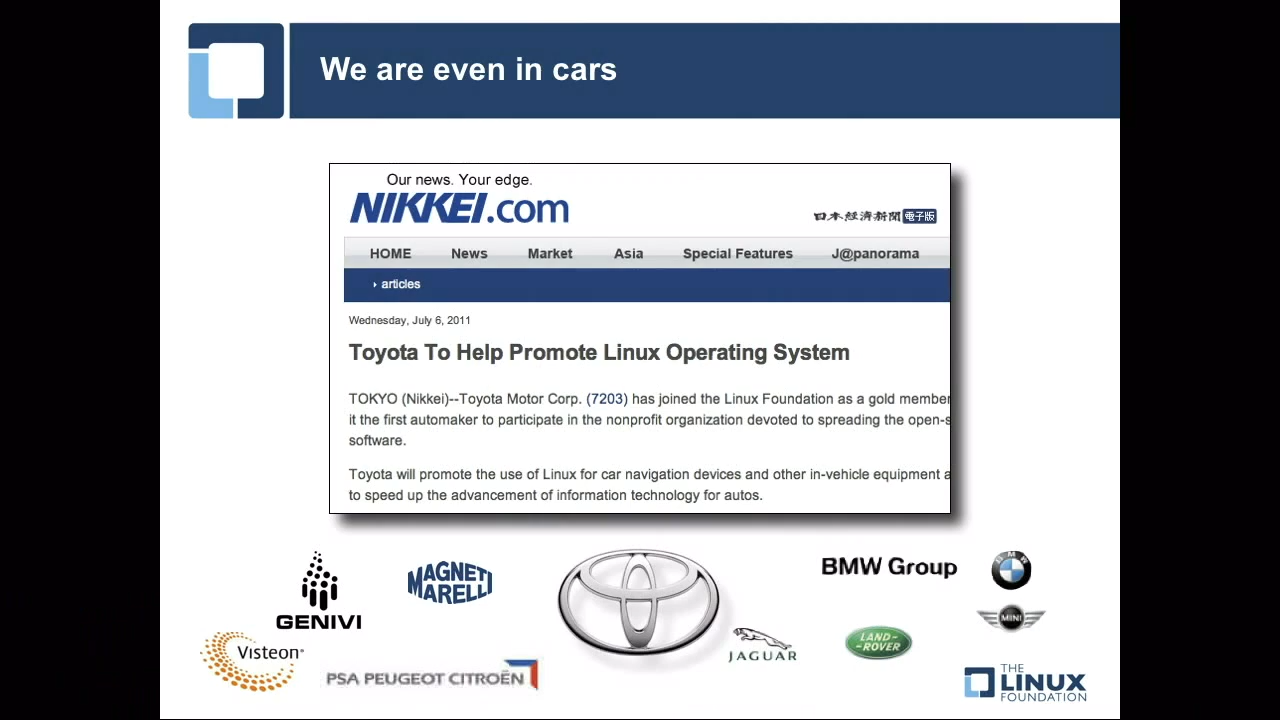 We are even in cars
Our news. Your edge.
NIKKEI.com
日本経済新聞 電子版
HOME News Market Asia Special Features J@panorama
articles
Wednesday, July 6, 2011
Toyota To Help Promote Linux Operating System
TOKYO (Nikkei)--Toyota Motor Corp. (7203) has joined the Linux Foundation as a gold member
it the first automaker to participate in the nonprofit organization devoted to spreading the open-s
software.
Toyota will promote the use of Linux for car navigation devices and other in-vehicle equipment a
to speed up the advancement of information technology for autos.
GENIVI
MAGNETI
MARELLI
BMW Group
BMW
MINI
Visteon
PSA PEUGEOT CITROËN
JAGUAR
LAND-
ROVER
THE
LINUX
FOUNDATION